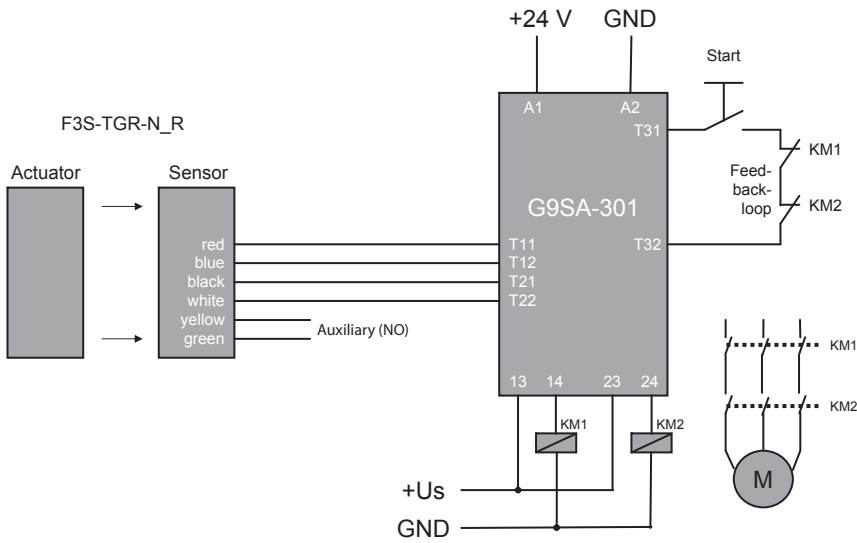 +24 V
GND
Start
A1
A2
F3S-TGR-N_R
T31
Actuator
Sensor
KM1
Feed-
back-
loop
KM2
G9SA-301
red
T11
T32
blue
T12
black
T21
white
T22
yellow
green
Auxiliary (NO)
KM1
13
14
23
24
KM2
KM1
KM2
M
+Us
GND